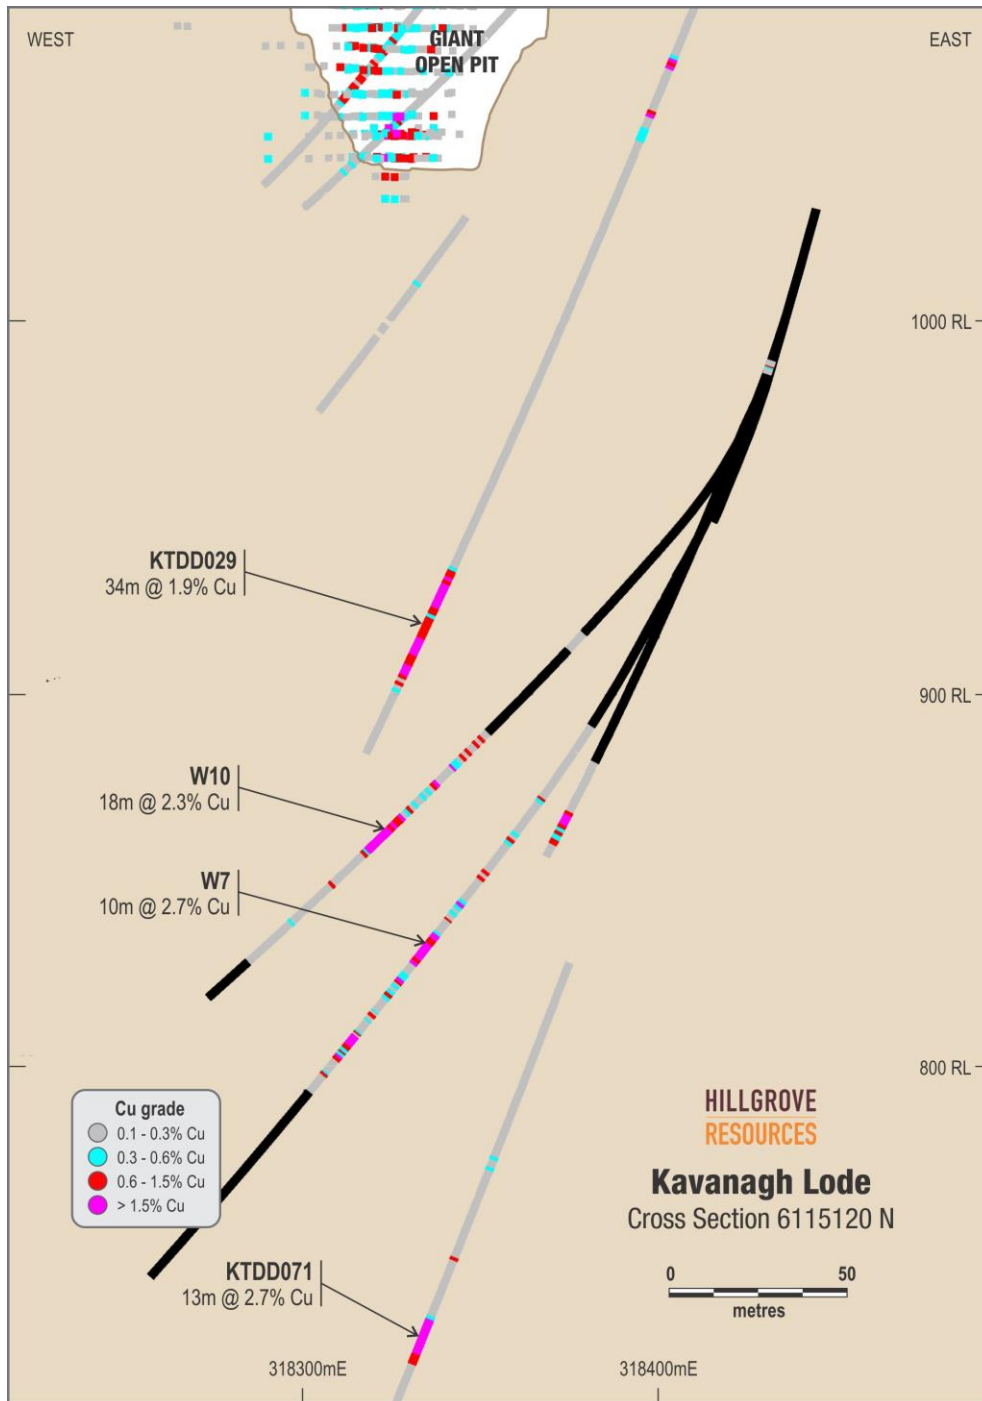 WEST
GIANT
OPEN PIT
EAST
1000 RL
KTDD029
34m @ 1.9% Cu
900 RL
W10
18m @ 2.3% Cu
W7
10m @ 2.7% Cu
800 RL
Cu grade
0.1 - 0.3% Cu
0.3 - 0.6% Cu
0.6 - 1.5% Cu
> 1.5% Cu
HILLGROVE
RESOURCES
Kavanagh Lode
Cross Section 6115120 N
KTDD071
13m @ 2.7% Cu
0 50
metres
318300mE 318400mE